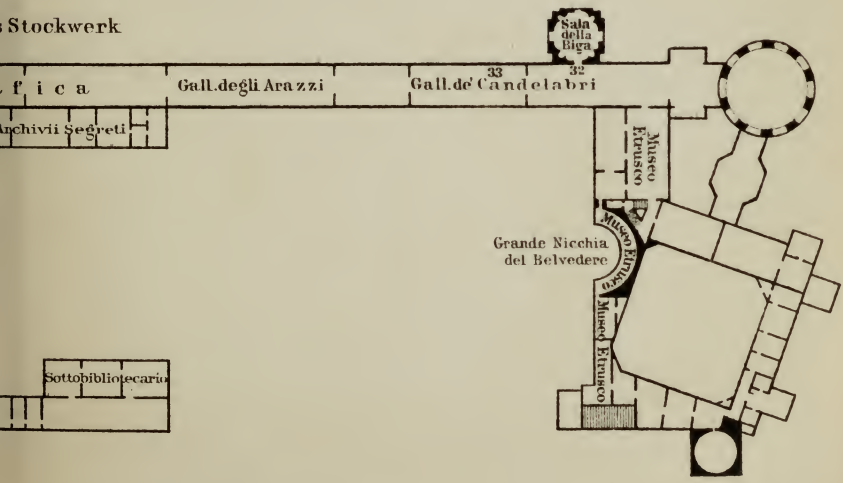 s Stockwerk
Sala
della
Biga
f i c a
Gall. degli Arazzi
Gall. de' Candelabri
33
32
Archivii Segreti
Museo
Etrusco
Grande Nicchia
del Belvedere
Museo Etrusco
Museo Etrusco
Sottobibliotecario